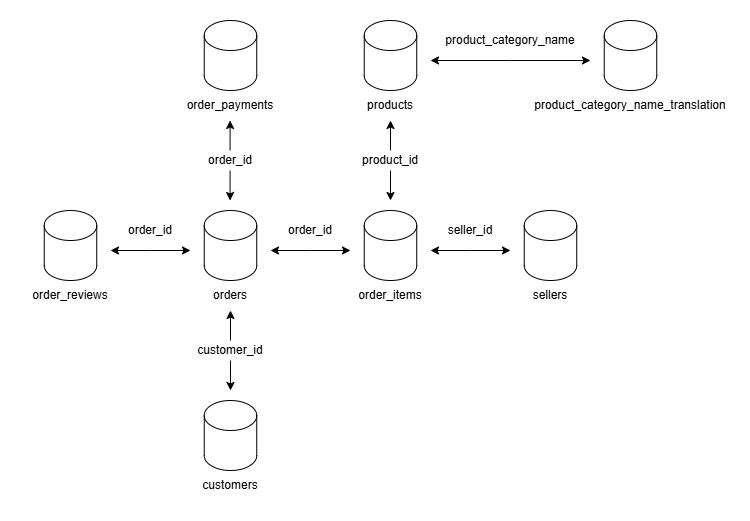 product_category_name
order_payments
products
product_category_name_translation
order_id
product_id
order_id
order_id
seller_id
order_reviews
orders
order_items
sellers
customer_id
customers